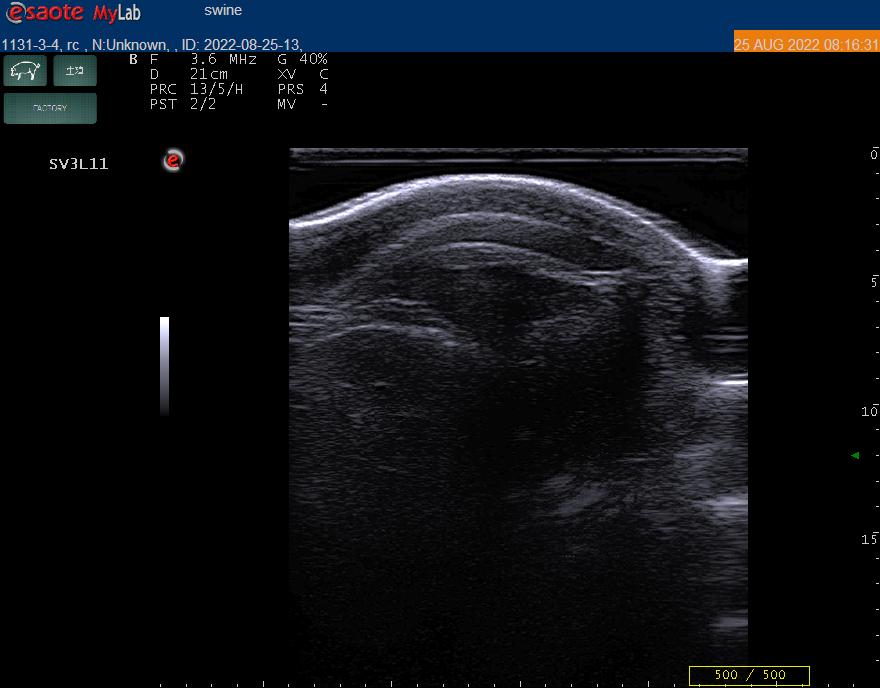 esaote MyLab
swine
1131-3-4, rc , N:Unknown, , ID: 2022-08-25-13,
25 AUG 2022 08:16:31
B F 3.6 MHz G 40%
D 21cm XV C
PRC 13/5/H PRS 4
PST 2/2 MV -
FACTORY
SV3L11
e
0
5
10
15
500 / 500